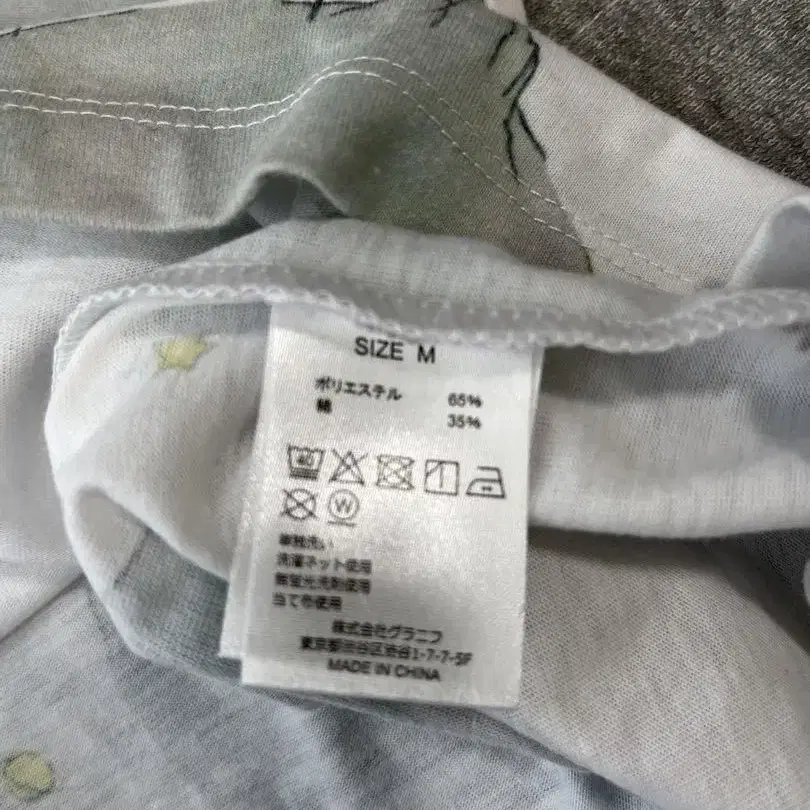 SIZE M
ポリエステル 65%
綿 35%
40
W
単独洗い
洗濯ネット使用
無蛍光洗剤使用
当て布使用
株式会社グラニフ
東京都渋谷区渋谷1-7-7-5F
MADE IN CHINA